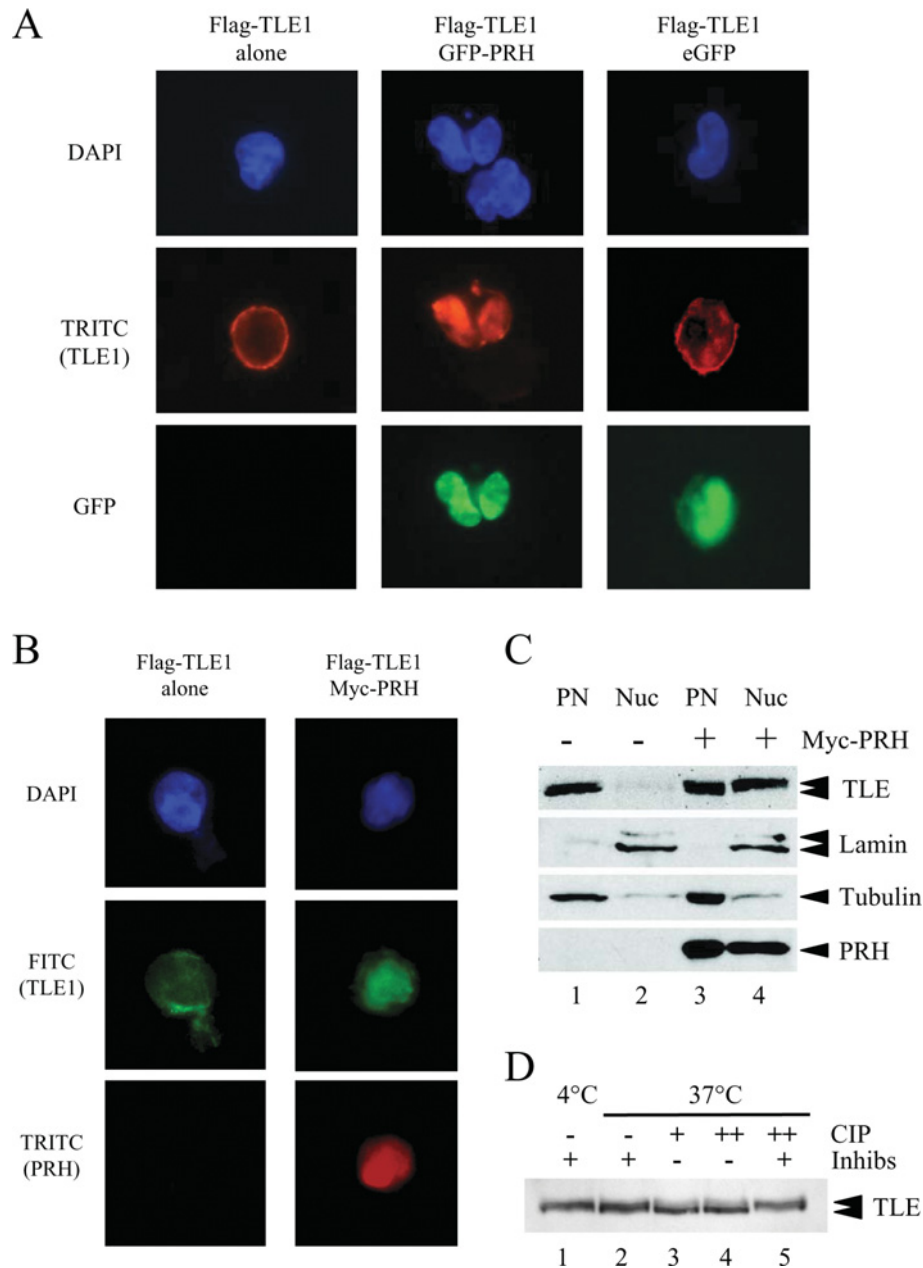 A
Flag-TLE1
alone
Flag-TLE1
GFP-PRH
Flag-TLE1
eGFP
DAPI
TRITC
(TLE1)
GFP
B
Flag-TLE1
alone
Flag-TLE1
Myc-PRH
DAPI
FITC
(TLE1)
TRITC
(PRH)
C
PN Nuc PN Nuc
- - + + Myc-PRH
TLE
Lamin
Tubulin
PRH
1 2 3 4
D
4°C 37°C
- - + ++ ++ CIP
+ + - - + Inhibs
TLE
1 2 3 4 5